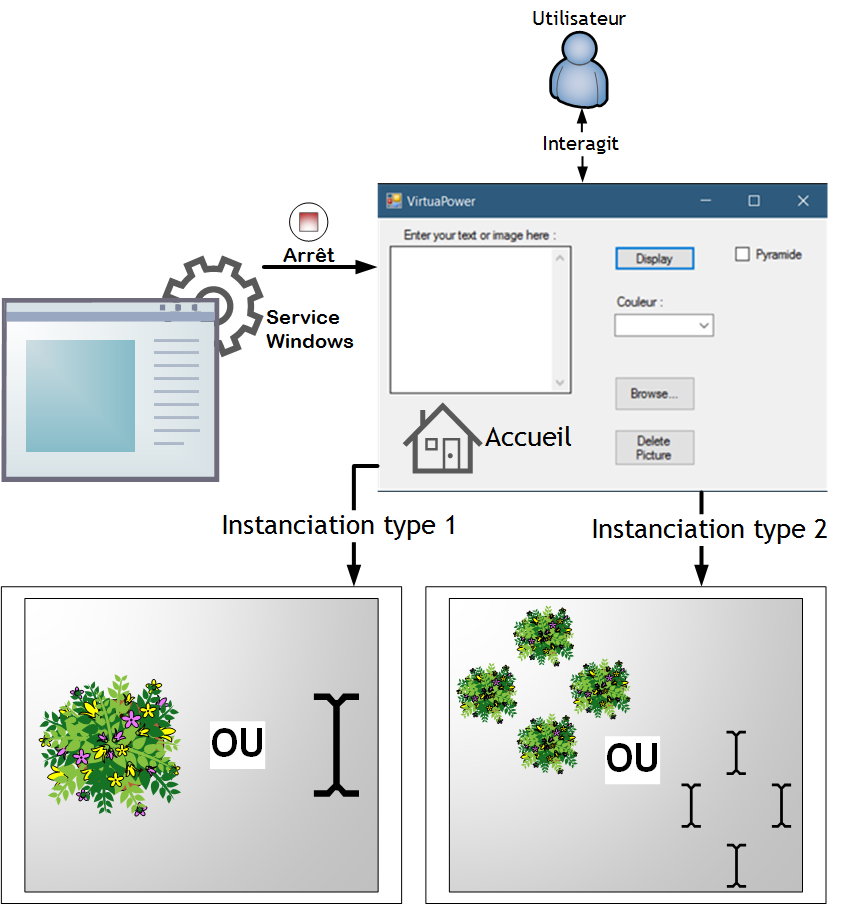 Utilisateur
Interagit
VirtuaPower
Enter your text or image here :
Display
Pyramide
Arrêt
Couleur :
Service
Windows
Browse...
Accueil
Delete
Picture
Instanciation type 1
Instanciation type 2
OU
OU